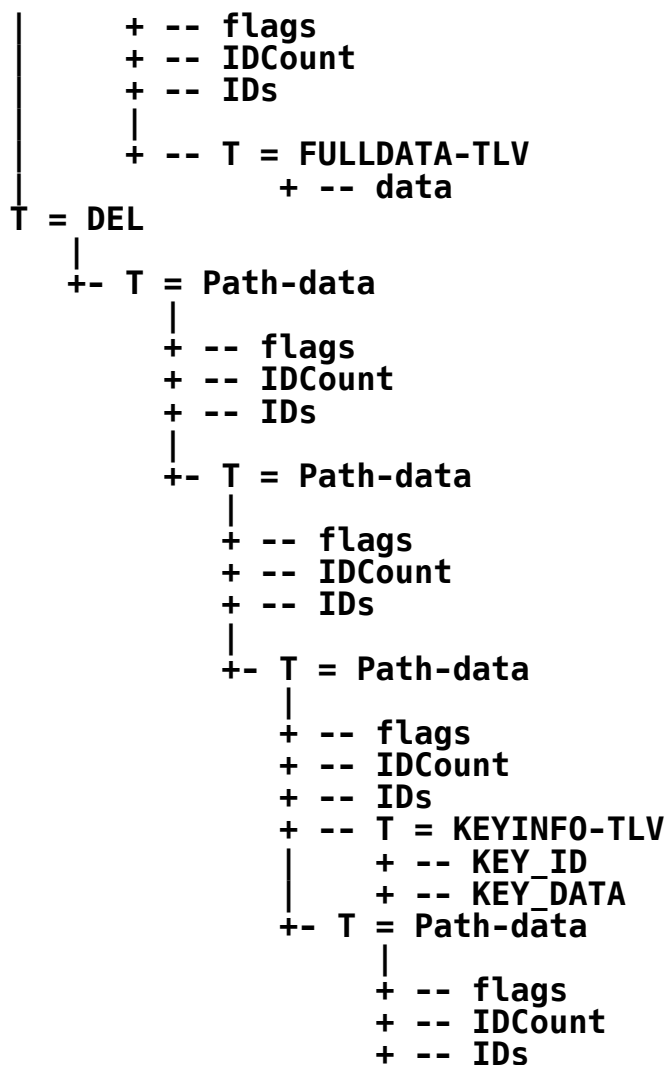 |      + -- flags
|      + -- IDCount
|      + -- IDs
|      |
|      + -- T = FULLDATA-TLV
|              + -- data
T = DEL
   |
   +- T = Path-data
        |
        + -- flags
        + -- IDCount
        + -- IDs
        |
        +- T = Path-data
           |
           + -- flags
           + -- IDCount
           + -- IDs
           |
           +- T = Path-data
              |
              + -- flags
              + -- IDCount
              + -- IDs
              + -- T = KEYINFO-TLV
              |    + -- KEY_ID
              |    + -- KEY_DATA
              +- T = Path-data
                   |
                   + -- flags
                   + -- IDCount
                   + -- IDs